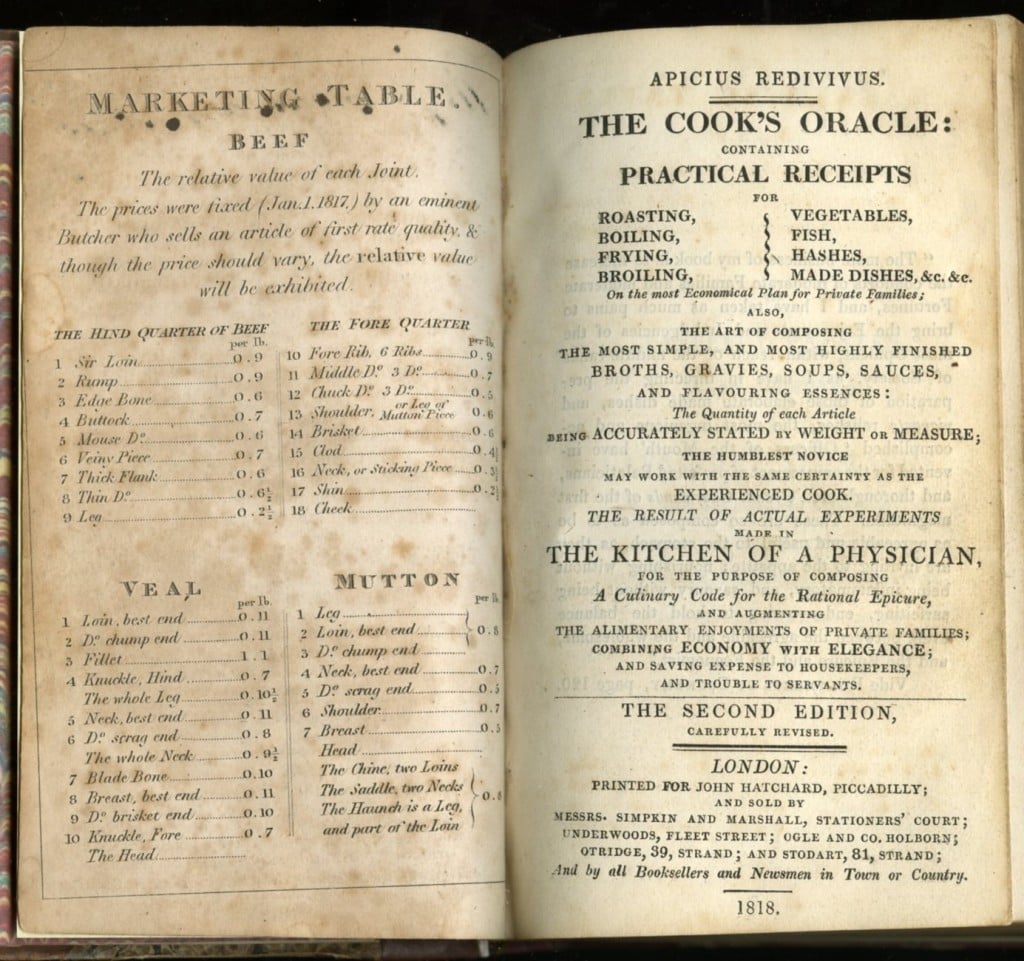 MARKETING TABLE.
BEEF
The relative value of each Joint.
The prices were fixed (Jan.1.1817,) by an eminent
Butcher who sells an article of first rate quality, &
though the price should vary, the relative value
will be exhibited.
THE HIND QUARTER OF BEEF
per lb.
1 Sir Loin 0.9
2 Rump 0.9
3 Edge Bone 0.6
4 Buttock 0.7
5 Mouse Do. 0.6
6 Veiny Piece 0.7
7 Thick Flank 0.6
8 Thin Do. 0.6½
9 Leg 0.2½
THE FORE QUARTER
per lb.
10 Fore Rib, 6 Ribs 0.9
11 Middle Do. 3 Do. 0.7
12 Chuck Do. 3 Do. 0.5
13 Shoulder, or Leg of Mutton Piece 0.6
14 Brisket 0.6
15 Clod 0.4½
16 Neck, or Sticking Piece 0.3½
17 Shin 0.2½
18 Cheek
VEAL
per lb.
1 Loin, best end 0.11
2 Do. chump end 0.11
3 Fillet 1.1
4 Knuckle, Hind 0.7
The whole Leg 0.10½
5 Neck, best end 0.11
6 Do. scrag end 0.8
The whole Neck 0.9½
7 Blade Bone 0.10
8 Breast, best end 0.11
9 Do. brisket end 0.10
10 Knuckle, Fore 0.7
The Head
MUTTON
per lb.
1 Leg
2 Loin, best end 0.8
3 Do. chump end
4 Neck, best end 0.7
5 Do. scrag end 0.5
6 Shoulder 0.7
7 Breast 0.5
Head
The Chine, two Loins
The Saddle, two Necks 0.8
The Haunch is a Leg,
and part of the Loin
APICIUS REDIVIVUS.
THE COOK'S ORACLE:
CONTAINING
PRACTICAL RECEIPTS
FOR
ROASTING, VEGETABLES,
BOILING, FISH,
FRYING, HASHES,
BROILING, MADE DISHES, &c. &c.
On the most Economical Plan for Private Families;
ALSO,
THE ART OF COMPOSING
THE MOST SIMPLE, AND MOST HIGHLY FINISHED
BROTHS, GRAVIES, SOUPS, SAUCES,
AND FLAVOURING ESSENCES:
The Quantity of each Article
BEING ACCURATELY STATED BY WEIGHT OR MEASURE;
THE HUMBLEST NOVICE
MAY WORK WITH THE SAME CERTAINTY AS THE
EXPERIENCED COOK.
THE RESULT OF ACTUAL EXPERIMENTS
MADE IN
THE KITCHEN OF A PHYSICIAN,
FOR THE PURPOSE OF COMPOSING
A Culinary Code for the Rational Epicure,
AND AUGMENTING
THE ALIMENTARY ENJOYMENTS OF PRIVATE FAMILIES;
COMBINING ECONOMY WITH ELEGANCE;
AND SAVING EXPENSE TO HOUSEKEEPERS,
AND TROUBLE TO SERVANTS.
THE SECOND EDITION,
CAREFULLY REVISED.
LONDON:
PRINTED FOR JOHN HATCHARD, PICCADILLY;
AND SOLD BY
MESSRS. SIMPKIN AND MARSHALL, STATIONERS' COURT;
UNDERWOODS, FLEET STREET; OGLE AND CO. HOLBORN;
OTRIDGE, 39, STRAND; AND STODART, 81, STRAND;
And by all Booksellers and Newsmen in Town or Country.
1818.